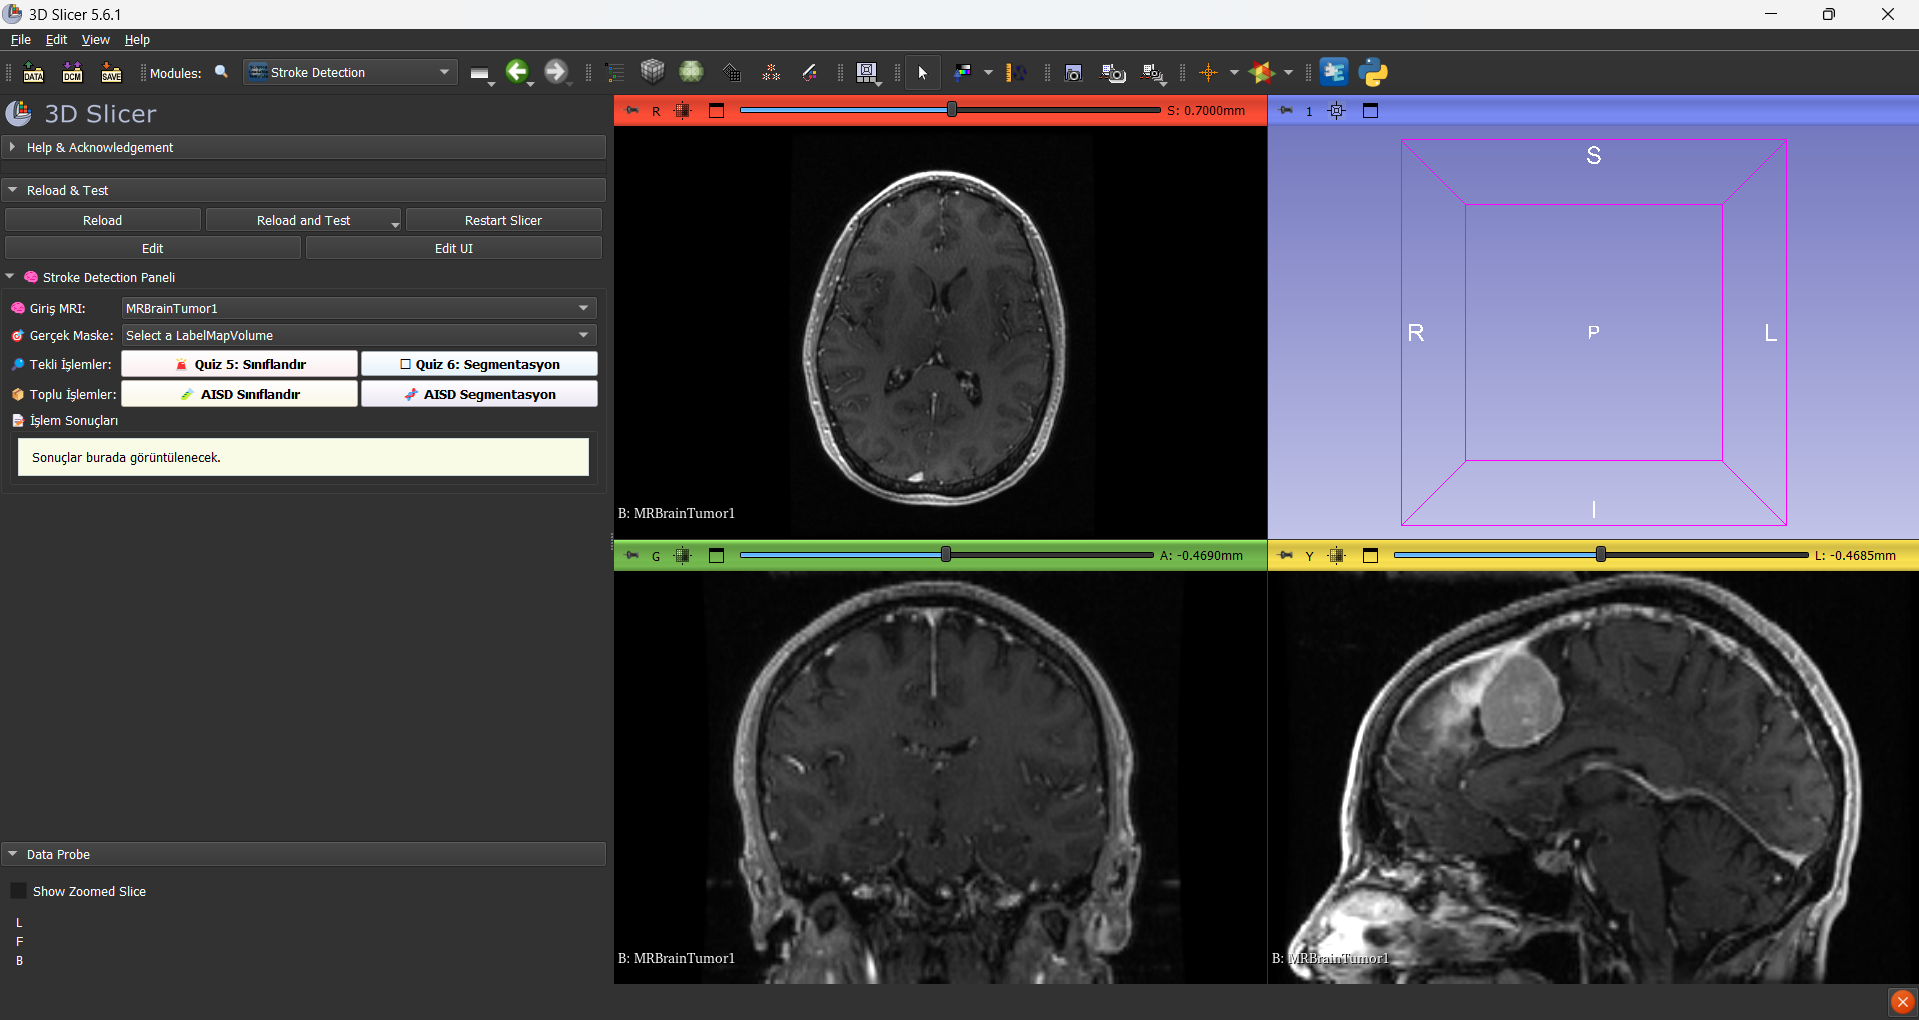 3D Slicer 5.6.1
File Edit View Help
DATA DCM SAVE Modules: Stroke Detection
3D Slicer
Help & Acknowledgement
Reload & Test
Reload Reload and Test Restart Slicer
Edit Edit UI
Stroke Detection Paneli
Giriş MRI: MRBrainTumor1
Gerçek Maske: Select a LabelMapVolume
Tekli İşlemler: Quiz 5: Sınıflandır Quiz 6: Segmentasyon
Toplu İşlemler: AISD Sınıflandır AISD Segmentasyon
İşlem Sonuçları
Sonuçlar burada görüntülenecek.
Data Probe
Show Zoomed Slice
L
F
B
R S: 0.7000mm
B: MRBrainTumor1
1
S
R P L
I
G A: -0.4690mm
B: MRBrainTumor1
Y L: -0.4685mm
B: MRBrainTumor1